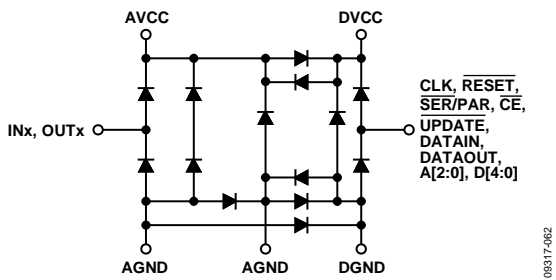 AVCC
DVCC
CLK, RESET,
SER/PAR, CE,
INx, OUTx
UPDATE,
DATAIN,
DATAOUT,
A[2:0], D[4:0]
AGND
AGND
DGND
09317-062